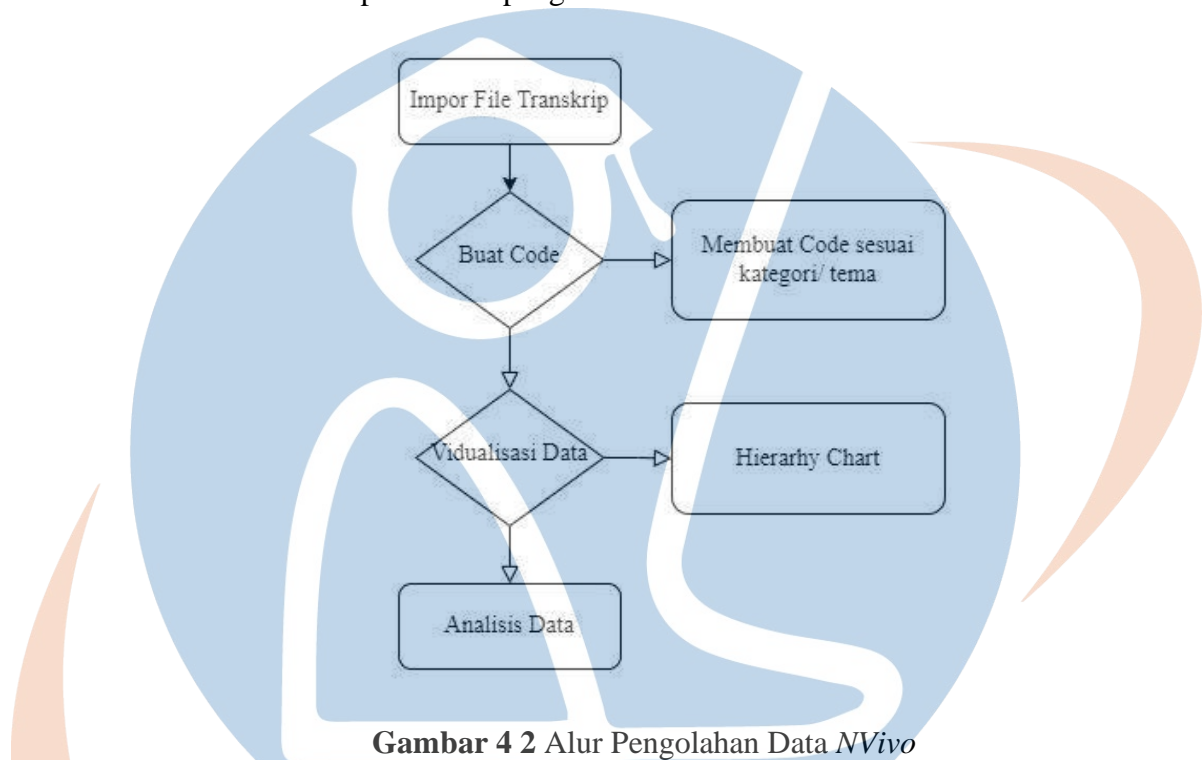 Impor File Transkrip
Buat Code
Membuat Code sesuai
kategori/ tema
Vidualisasi Data
Hierarhy Chart
Analisis Data
Gambar 4 2 Alur Pengolahan Data NVivo